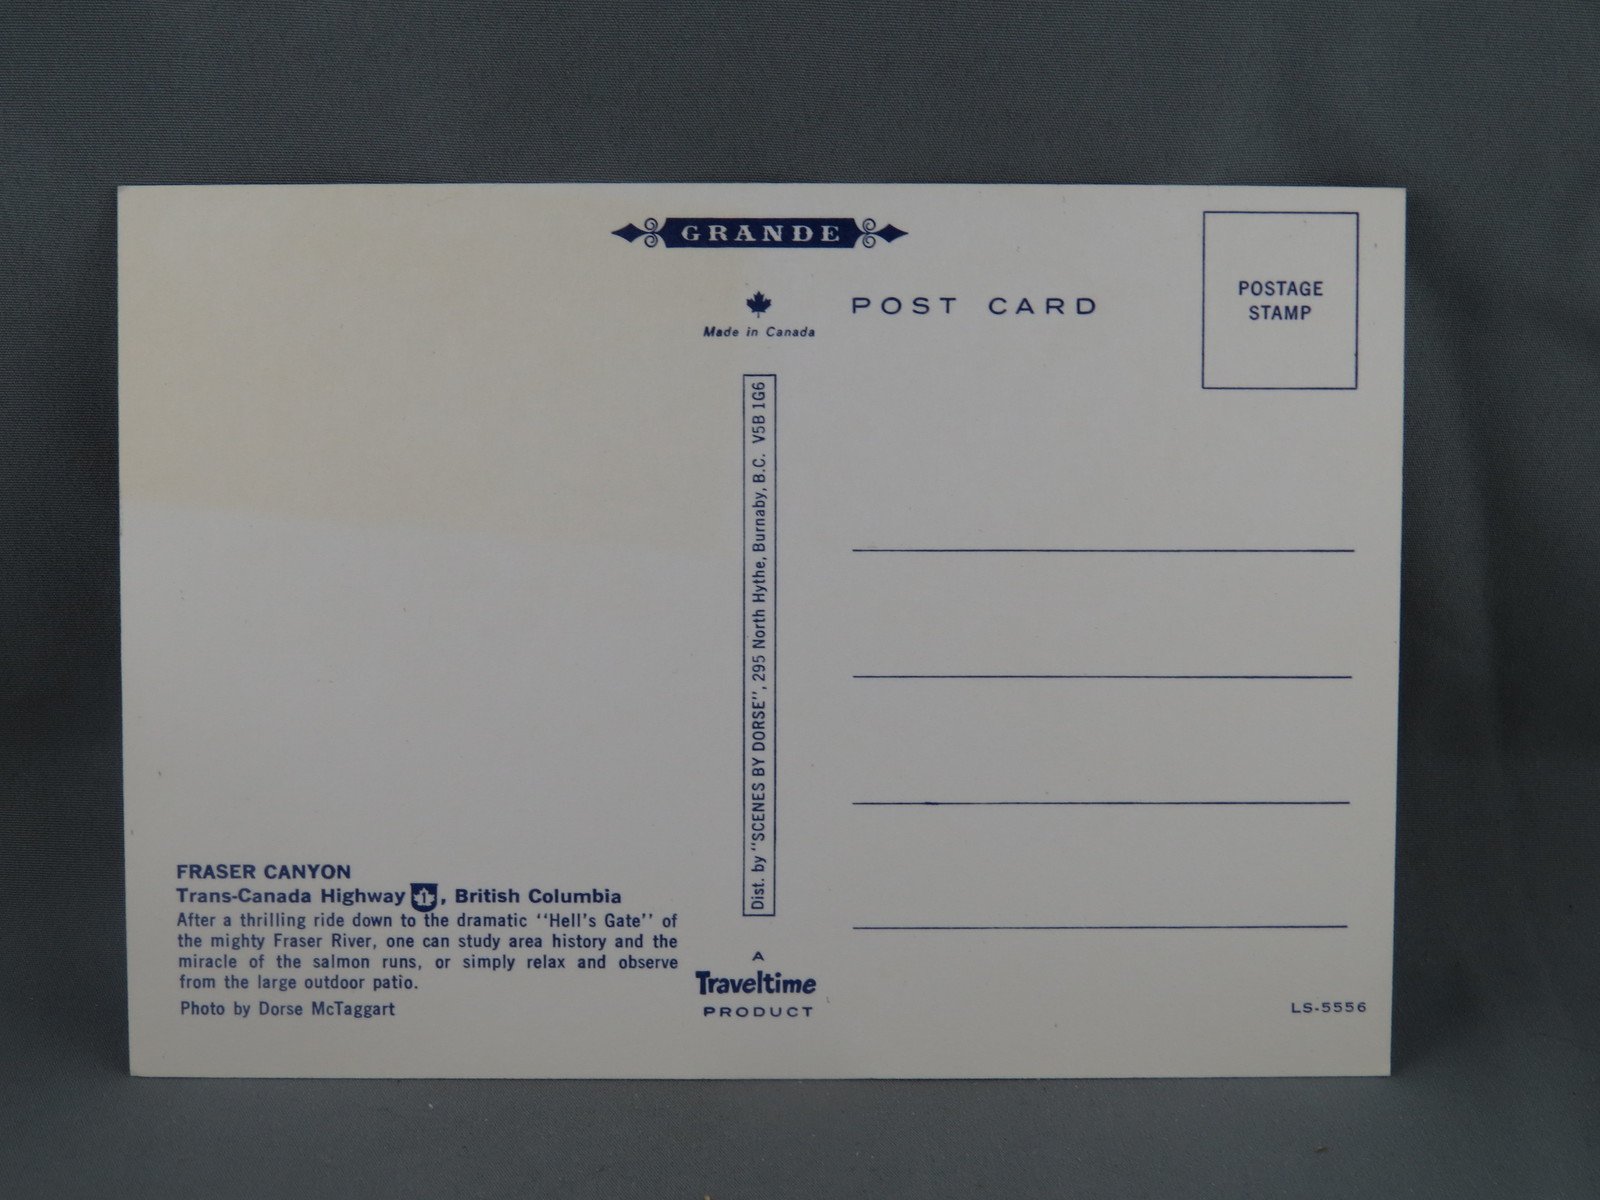 GRANDE
Made in Canada
POST CARD
POSTAGE
STAMP
Dist. by "SCENES BY DORSE", 295 North Hythe, Burnaby, B.C. V5B 1G6
FRASER CANYON
Trans-Canada Highway 1, British Columbia
After a thrilling ride down to the dramatic "Hell's Gate" of
the mighty Fraser River, one can study area history and the
miracle of the salmon runs, or simply relax and observe
from the large outdoor patio.
Photo by Dorse McTaggart
A
Traveltime
PRODUCT
LS-5556